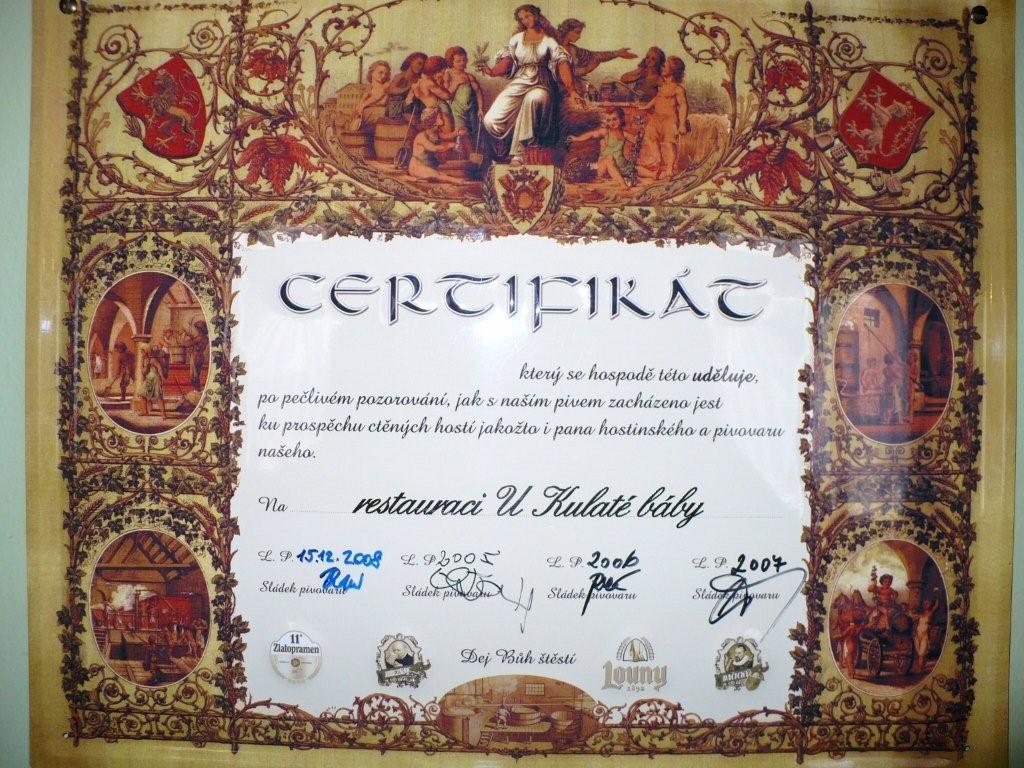 CERTIFIKÁT
který se hospodě této uděluje,
po pečlivém pozorování, jak s naším pivem zacházeno jest
ku prospěchu ctěných hostí jakožto i pana hostinského a pivovaru
našeho.
Na restauraci U Kulaté báby
L. P. 15.12.2008 L. P. 2005 L. P. 2006 L. P. 2007
Sládek pivovaru Sládek pivovaru Sládek pivovaru Sládek pivovaru
11°
Zlatopramen
Dej Bůh štěstí
Louny
1892